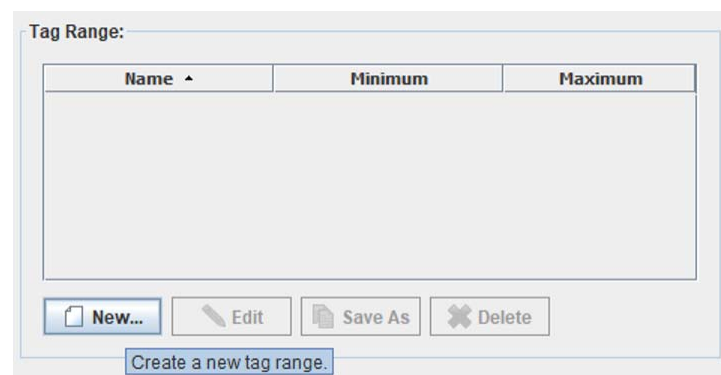 Tag Range:
Name Minimum Maximum
New... Edit Save As Delete
Create a new tag range.